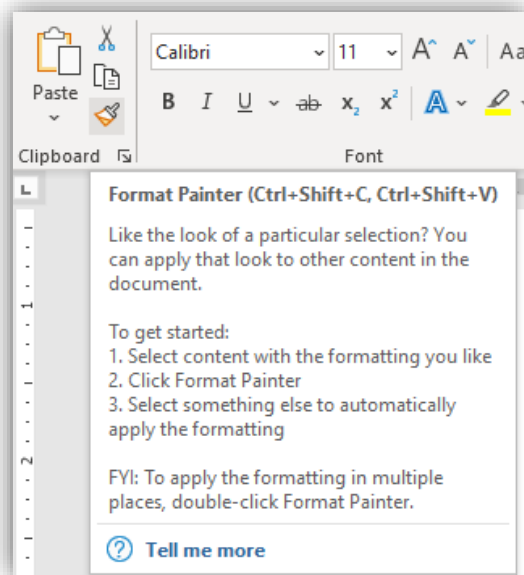 Calibri 11 A^ A˅ Aa
Paste
B I U ab x₂ x² A
Clipboard Font
L
Format Painter (Ctrl+Shift+C, Ctrl+Shift+V)
Like the look of a particular selection? You
can apply that look to other content in the
document.
To get started:
1. Select content with the formatting you like
2. Click Format Painter
3. Select something else to automatically
apply the formatting
FYI: To apply the formatting in multiple
places, double-click Format Painter.
? Tell me more
1
2